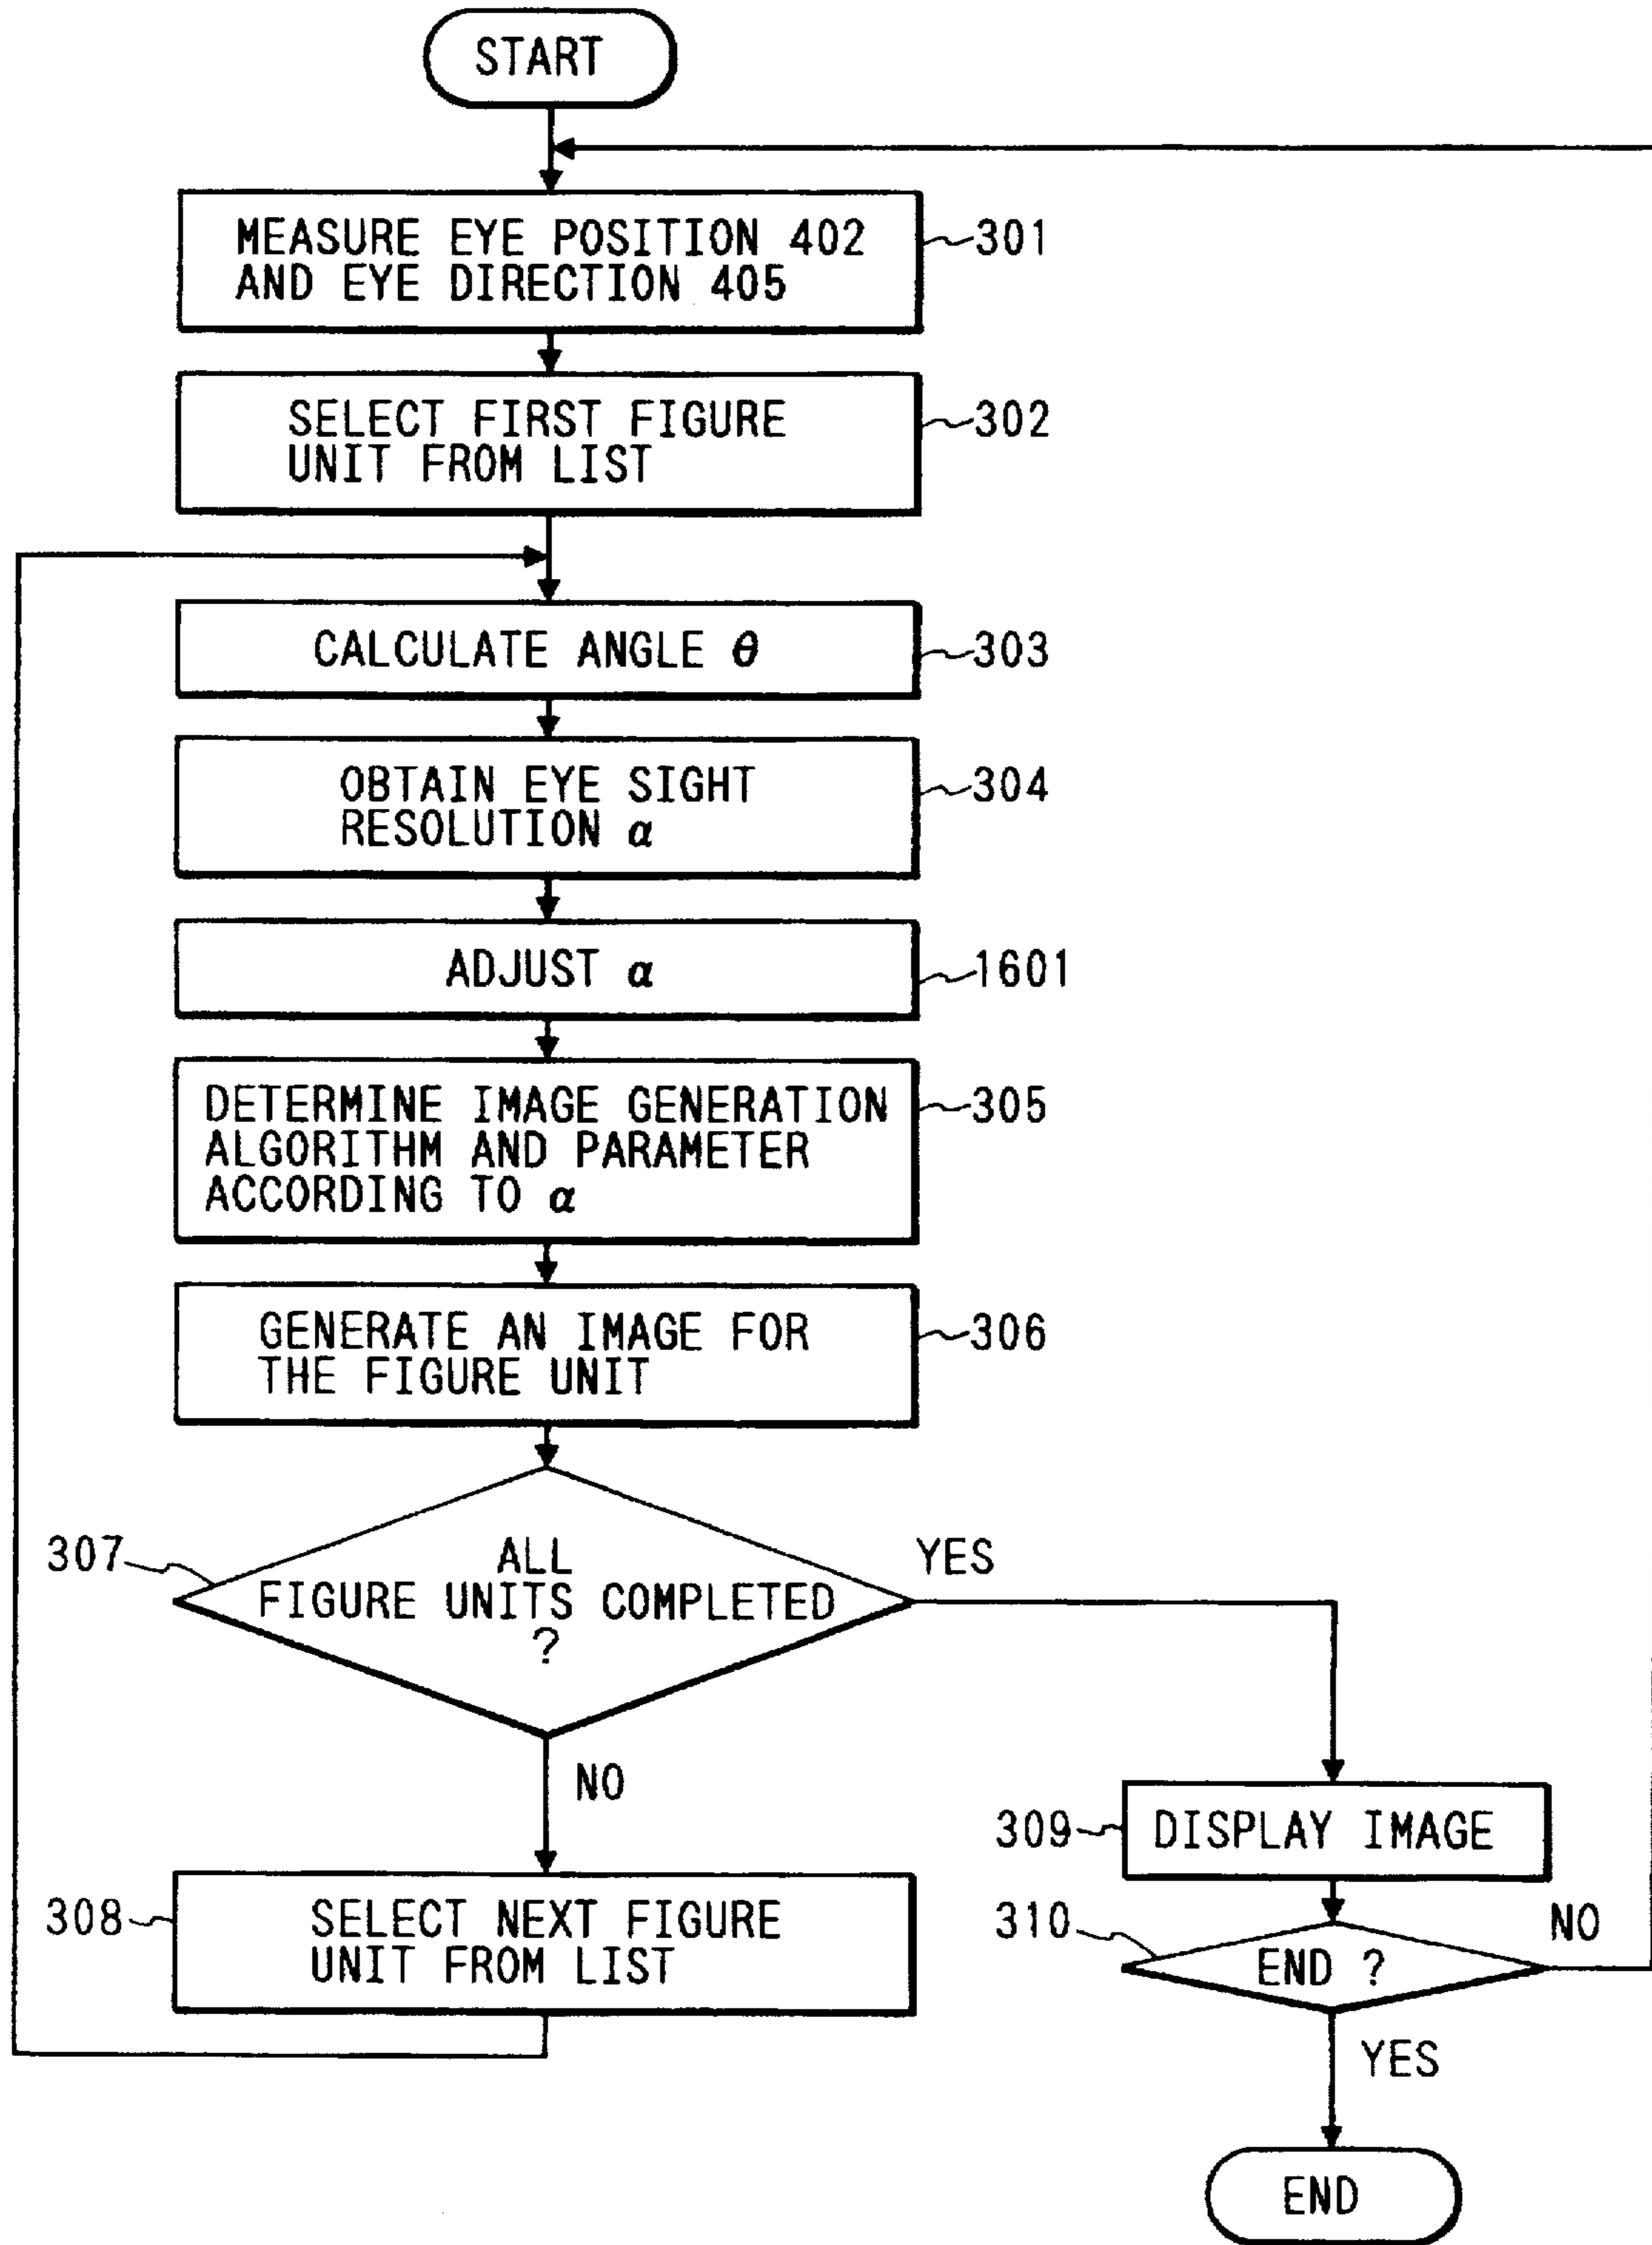 START
MEASURE EYE POSITION 402
AND EYE DIRECTION 405
301
SELECT FIRST FIGURE
UNIT FROM LIST
302
CALCULATE ANGLE θ
303
OBTAIN EYE SIGHT
RESOLUTION α
304
ADJUST α
1601
DETERMINE IMAGE GENERATION
ALGORITHM AND PARAMETER
ACCORDING TO α
305
GENERATE AN IMAGE FOR
THE FIGURE UNIT
306
307
ALL
FIGURE UNITS COMPLETED
?
YES
NO
308
SELECT NEXT FIGURE
UNIT FROM LIST
309
DISPLAY IMAGE
310
END ?
NO
YES
END